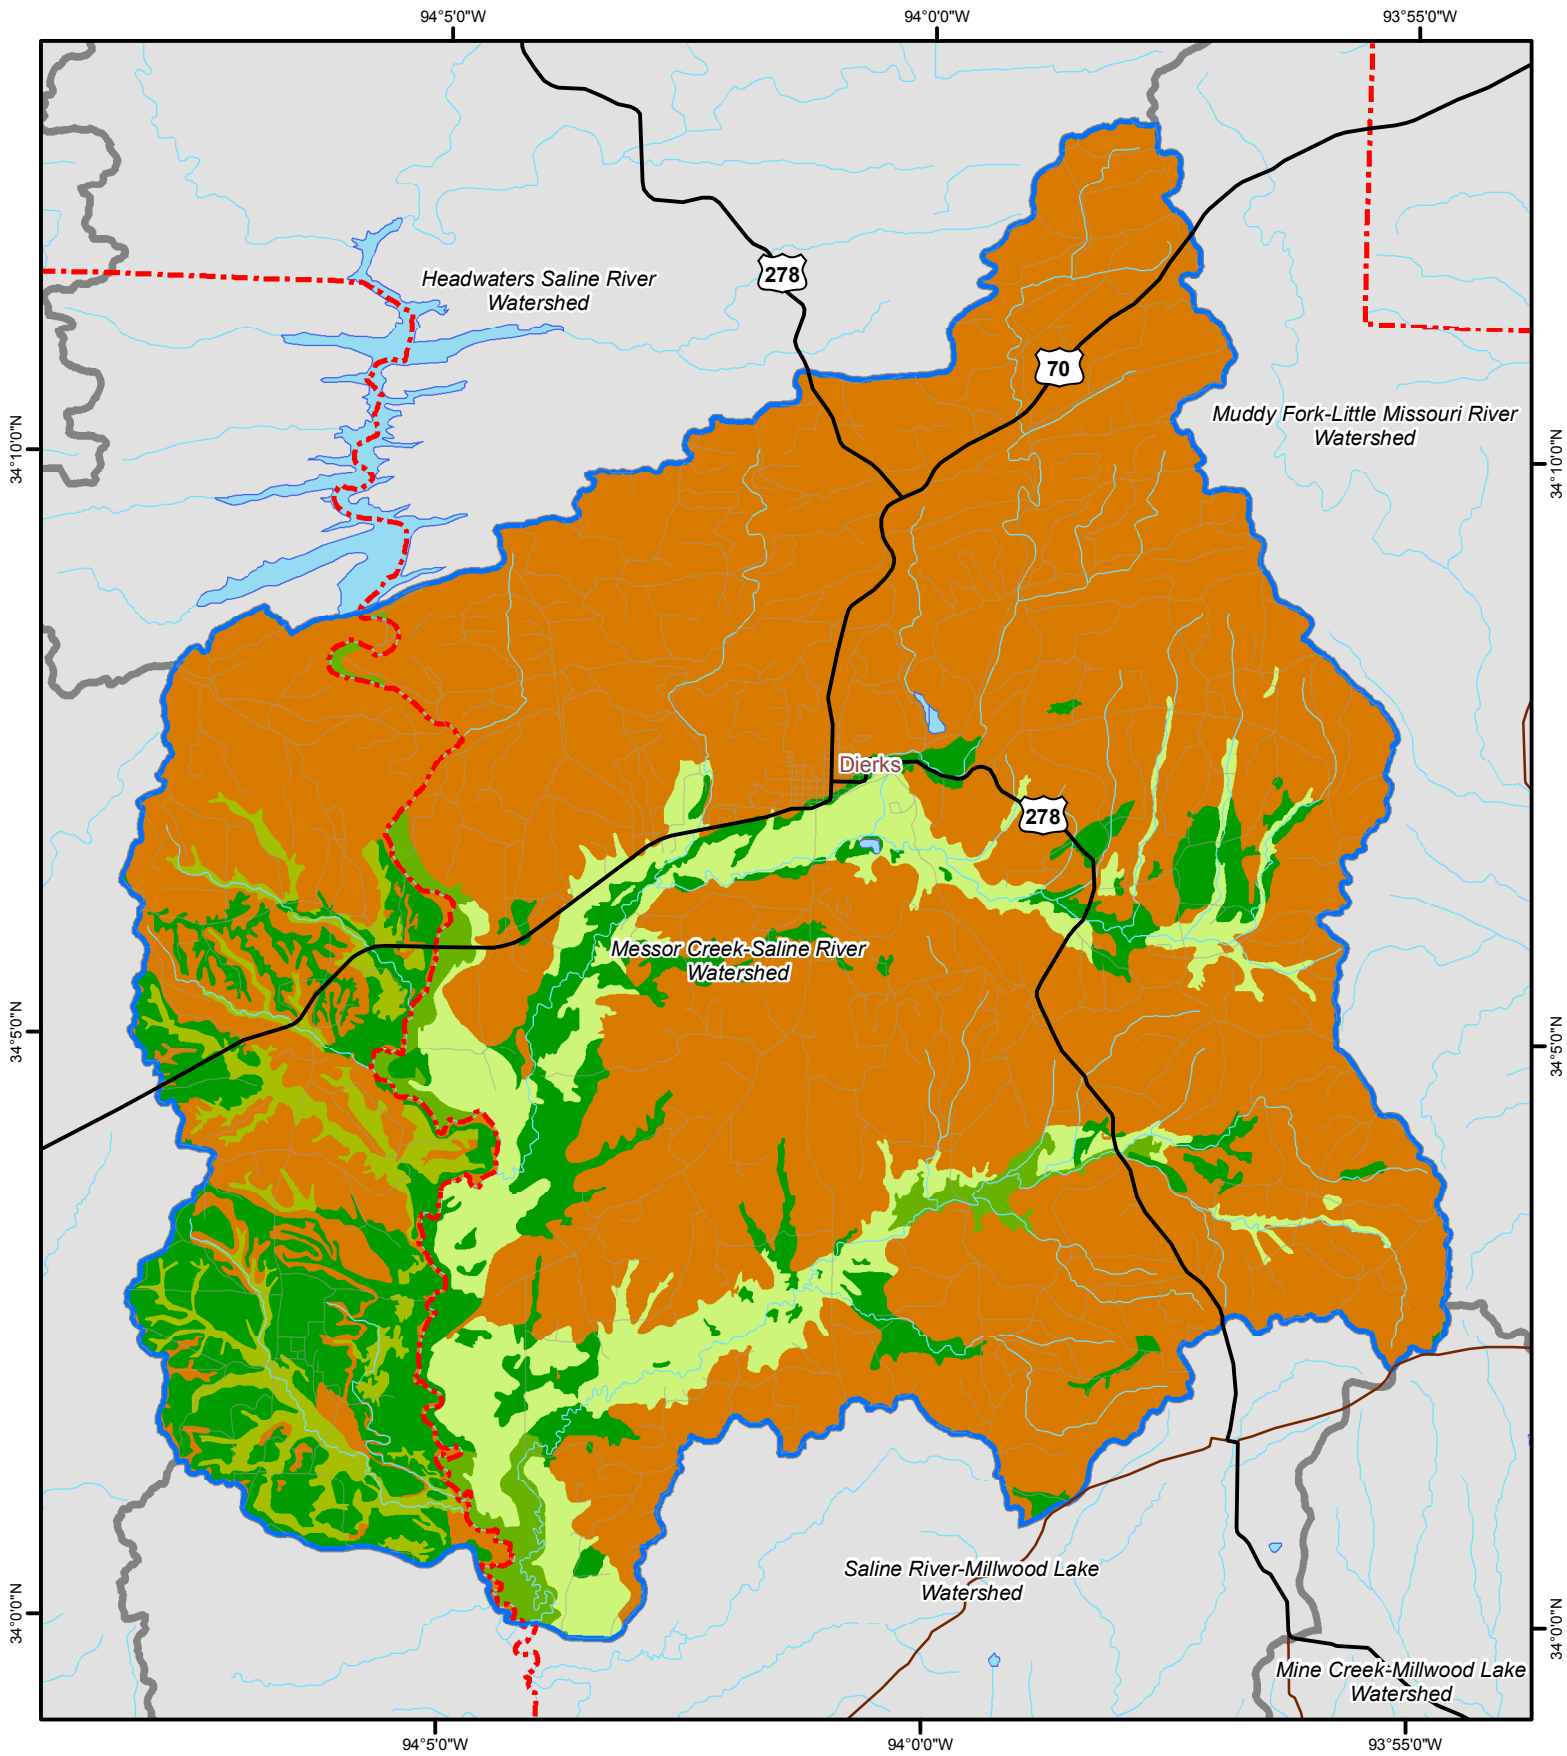 94°5'0"W
94°0'0"W
93°55'0"W
Headwaters Saline River
Watershed
278
70
Muddy Fork-Little Missouri River
Watershed
34°10'0"N
34°10'0"N
Dierks
278
Messor Creek-Saline River
Watershed
34°5'0"N
34°5'0"N
Saline River-Millwood Lake
Watershed
34°0'0"N
34°0'0"N
Mine Creek-Millwood Lake
Watershed
94°5'0"W
94°0'0"W
93°55'0"W